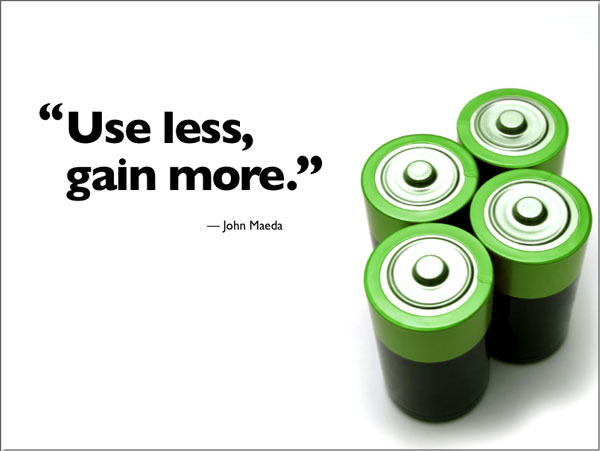 “Use less,
gain more.”
— John Maeda